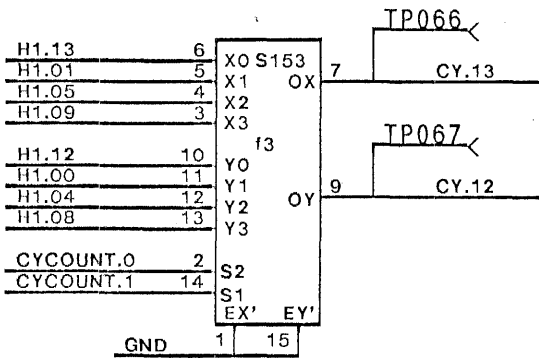 TP066
H1.13 6 X0 S153 7 CY.13
H1.01 5 X1 OX
H1.05 4 X2
H1.09 3 X3
f3
TP067
H1.12 10 Y0
H1.00 11 Y1
H1.04 12 Y2 OY 9 CY.12
H1.08 13 Y3
CYCOUNT.0 2 S2
CYCOUNT.1 14 S1
EX' EY'
GND 1 15